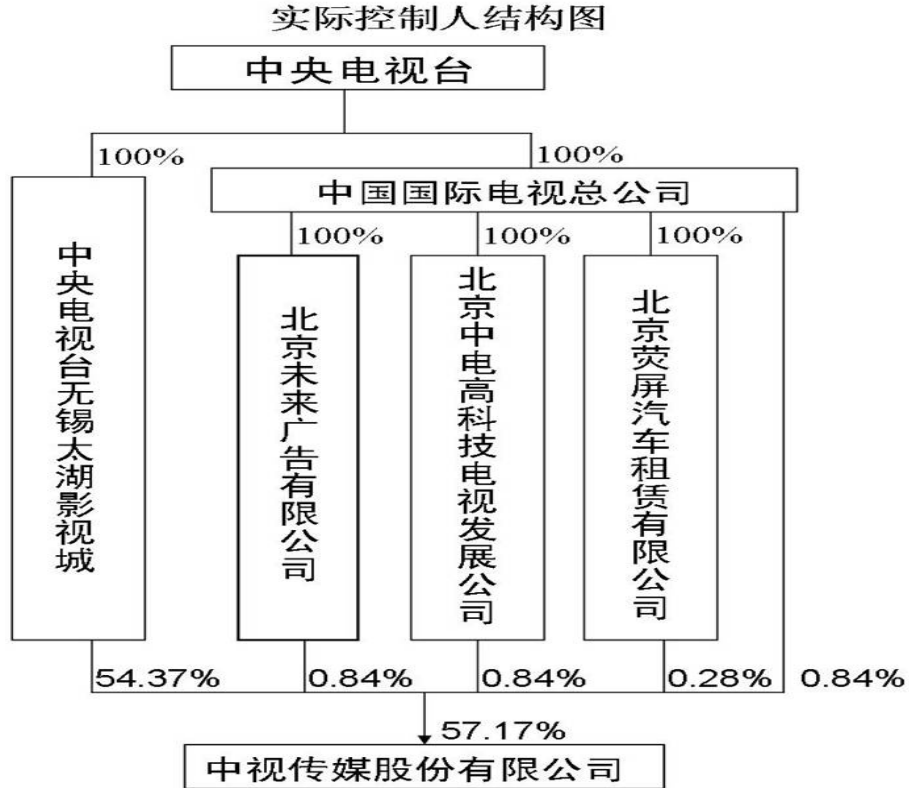 实际控制人结构图
中央电视台
100%
100%
中国国际电视总公司
100%
100%
100%
中央电视台无锡太湖影视城
北京未来广告有限公司
北京中电高科技电视发展公司
北京荧屏汽车租赁有限公司
54.37%
0.84%
0.84%
0.28%
0.84%
57.17%
中视传媒股份有限公司